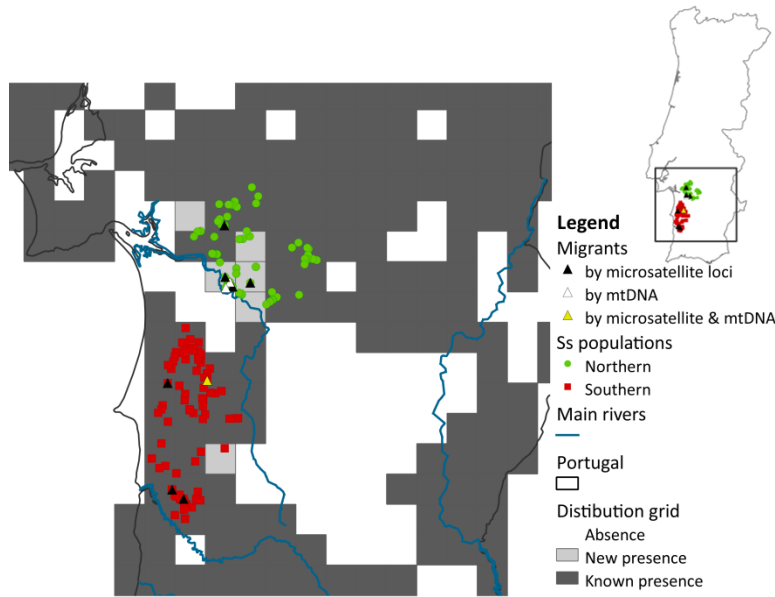 Legend
Migrants
by microsatellite loci
by mtDNA
by microsatellite & mtDNA
Ss populations
Northern
Southern
Main rivers
Portugal
Distibution grid
Absence
New presence
Known presence